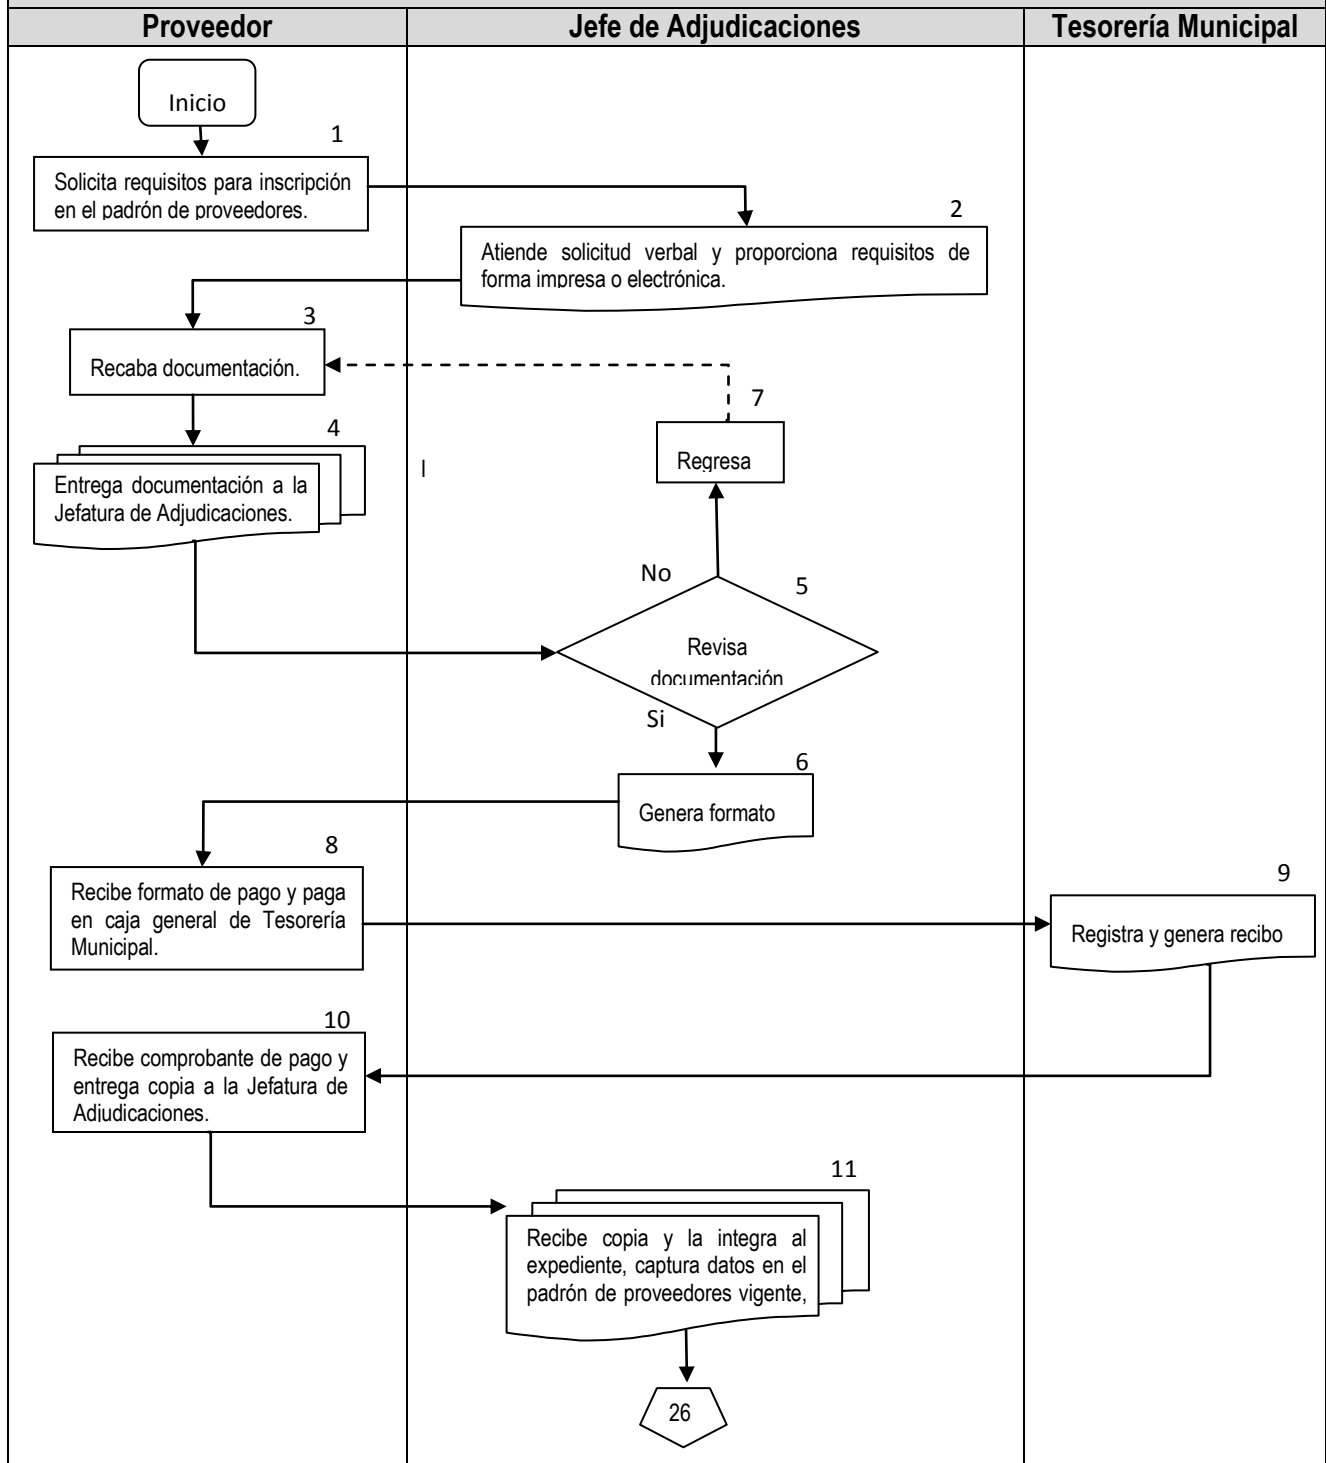 Proveedor
Jefe de Adjudicaciones
Tesorería Municipal
Inicio
1
Solicita requisitos para inscripción
en el padrón de proveedores.
2
Atiende solicitud verbal y proporciona requisitos de
forma impresa o electrónica.
3
Recaba documentación.
7
Regresa
4
Entrega documentación a la
Jefatura de Adjudicaciones.
l
No
5
Revisa
documentación
Si
6
Genera formato
8
Recibe formato de pago y paga
en caja general de Tesorería
Municipal.
9
Registra y genera recibo
10
Recibe comprobante de pago y
entrega copia a la Jefatura de
Adjudicaciones.
11
Recibe copia y la integra al
expediente, captura datos en el
padrón de proveedores vigente,
26